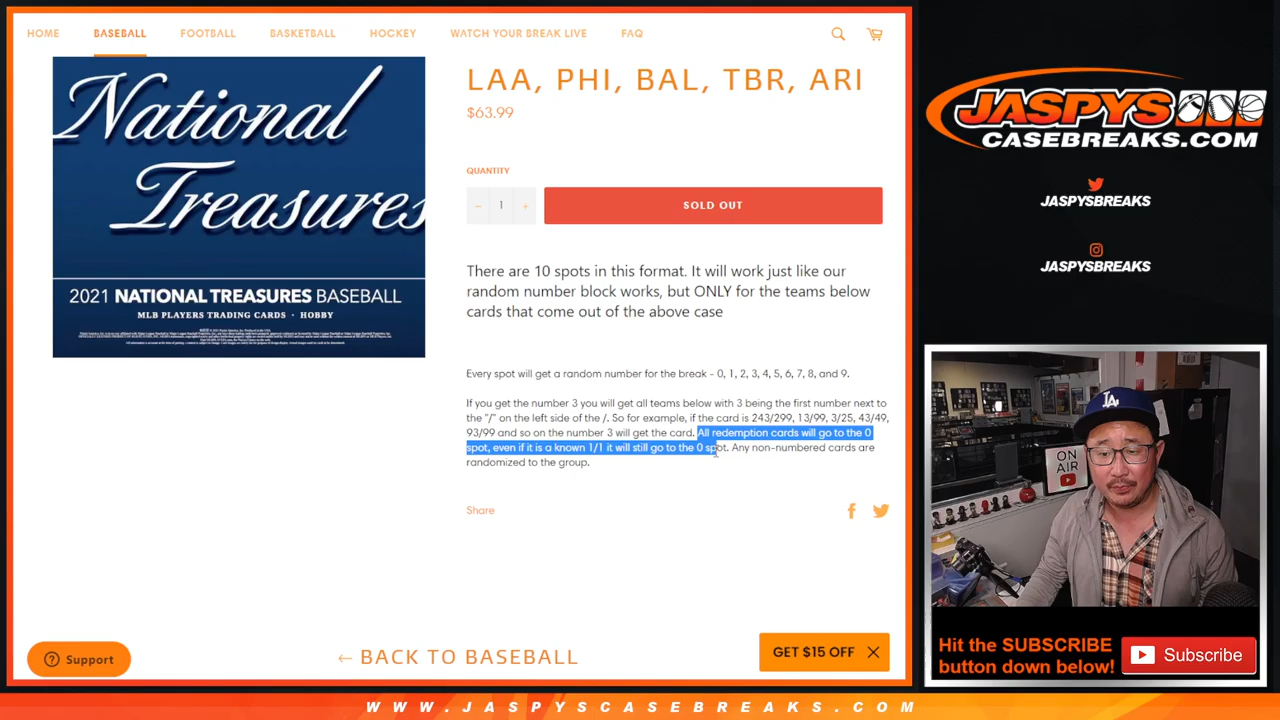 HOME BASEBALL FOOTBALL BASKETBALL HOCKEY WATCH YOUR BREAK LIVE FAQ
National
Treasures
2021 NATIONAL TREASURES BASEBALL
MLB PLAYERS TRADING CARDS • HOBBY
LAA, PHI, BAL, TBR, ARI
$63.99
QUANTITY
− 1 +
SOLD OUT
There are 10 spots in this format. It will work just like our
random number block works, but ONLY for the teams below
cards that come out of the above case
Every spot will get a random number for the break - 0, 1, 2, 3, 4, 5, 6, 7, 8, and 9.
If you get the number 3 you will get all teams below with 3 being the first number next to
the "/" on the left side of the /. So for example, if the card is 243/299, 13/99, 3/25, 43/49,
93/99 and so on the number 3 will get the card. All redemption cards will go to the 0
spot, even if it is a known 1/1 it will still go to the 0 spot. Any non-numbered cards are
randomized to the group.
Share
← BACK TO BASEBALL
Support
GET $15 OFF
JASPYS
CASEBREAKS.COM
JASPYSBREAKS
JASPYSBREAKS
LA
ON
AIR
Hit the SUBSCRIBE
button down below!
Subscribe
WWW.JASPYSCASEBREAKS.COM